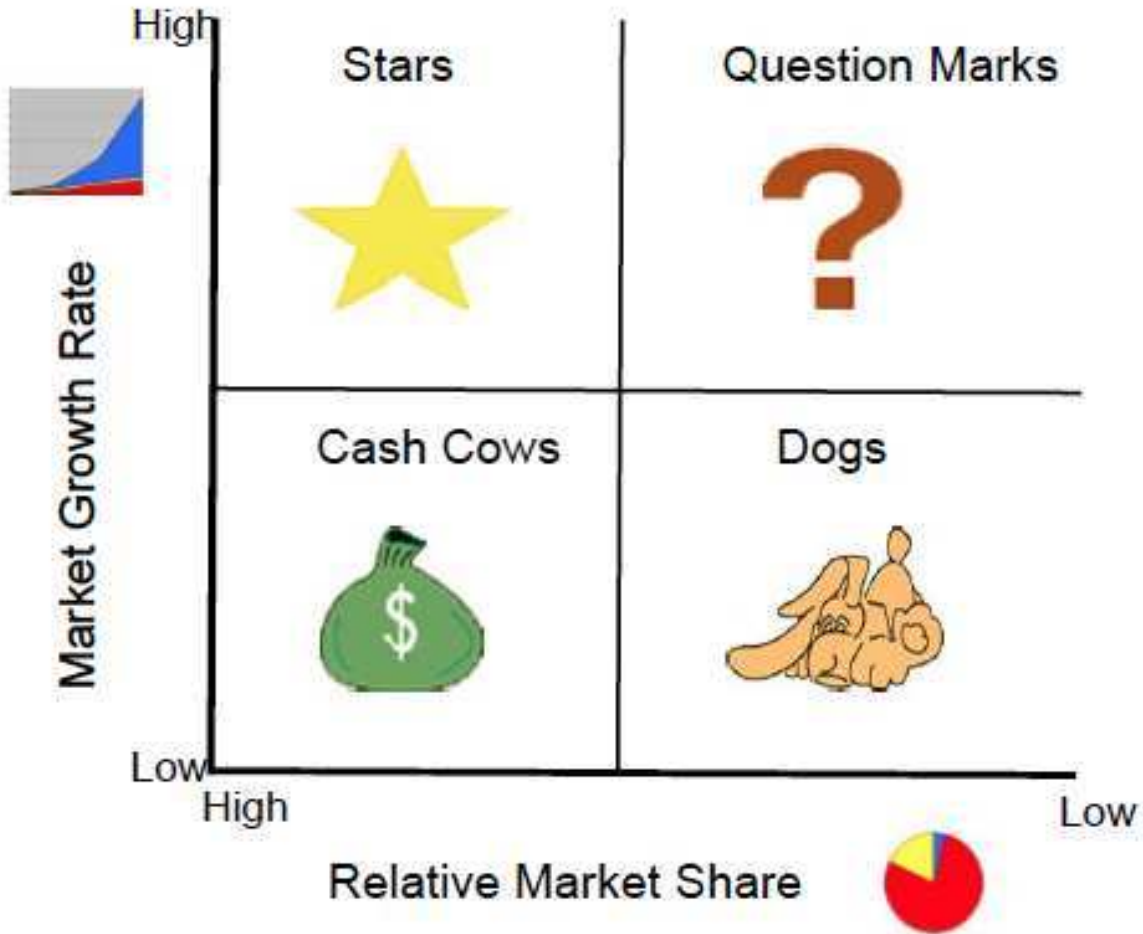 High
Stars
Question Marks
?
Market Growth Rate
Cash Cows
Dogs
$
Low
High
Low
Relative Market Share